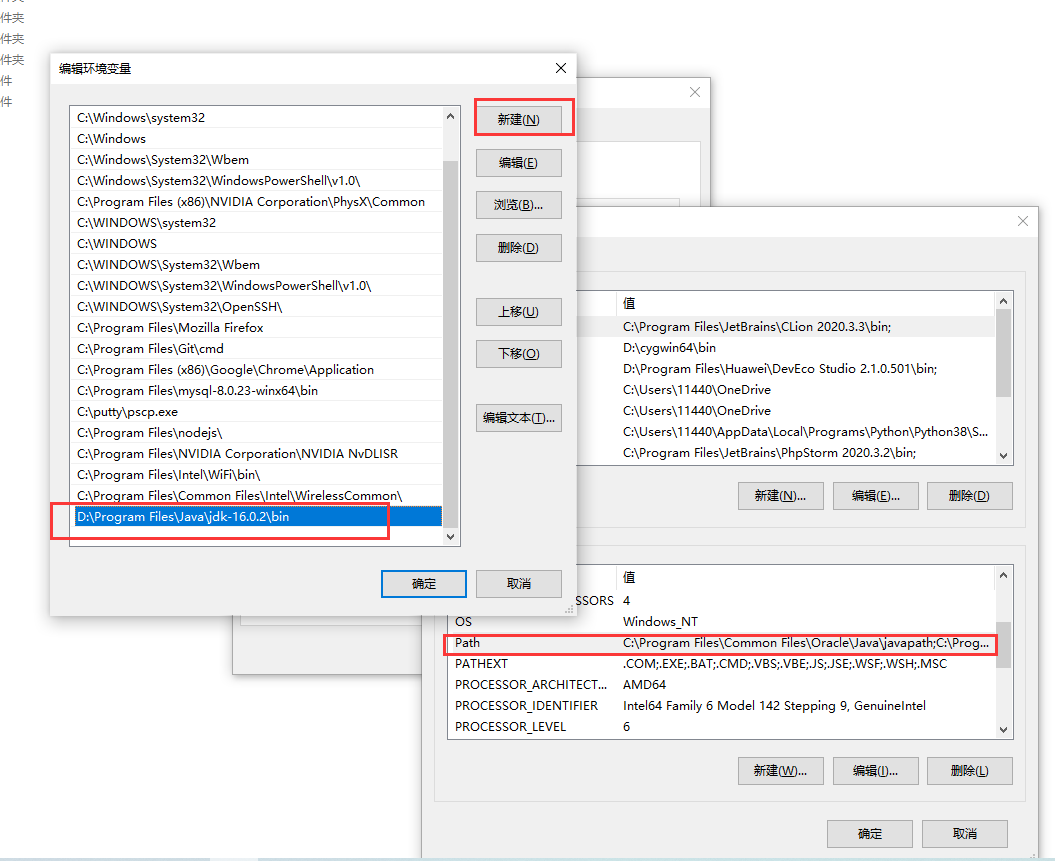 件夹
件夹
件夹
件
件
编辑环境变量
C:\Windows\system32
C:\Windows
C:\Windows\System32\Wbem
C:\Windows\System32\WindowsPowerShell\v1.0\
C:\Program Files (x86)\NVIDIA Corporation\PhysX\Common
C:\WINDOWS\system32
C:\WINDOWS
C:\WINDOWS\System32\Wbem
C:\WINDOWS\System32\WindowsPowerShell\v1.0\
C:\WINDOWS\System32\OpenSSH\
C:\Program Files\Mozilla Firefox
C:\Program Files\Git\cmd
C:\Program Files (x86)\Google\Chrome\Application
C:\Program Files\mysql-8.0.23-winx64\bin
C:\putty\pscp.exe
C:\Program Files\nodejs\
C:\Program Files\NVIDIA Corporation\NVIDIA NvDLISR
C:\Program Files\Intel\WiFi\bin\
C:\Program Files\Common Files\Intel\WirelessCommon\
D:\Program Files\Java\jdk-16.0.2\bin
新建(N)
编辑(E)
浏览(B)...
删除(D)
上移(U)
下移(O)
编辑文本(T)...
确定
取消
值
C:\Program Files\JetBrains\CLion 2020.3.3\bin;
D:\cygwin64\bin
D:\Program Files\Huawei\DevEco Studio 2.1.0.501\bin;
C:\Users\11440\OneDrive
C:\Users\11440\OneDrive
C:\Users\11440\AppData\Local\Programs\Python\Python38\S...
C:\Program Files\JetBrains\PhpStorm 2020.3.2\bin;
新建(N)...
编辑(E)...
删除(D)
值
SSORS 4
OS Windows_NT
Path C:\Program Files\Common Files\Oracle\Java\javapath;C:\Prog...
PATHEXT .COM;.EXE;.BAT;.CMD;.VBS;.VBE;.JS;.JSE;.WSF;.WSH;.MSC
PROCESSOR_ARCHITECT... AMD64
PROCESSOR_IDENTIFIER Intel64 Family 6 Model 142 Stepping 9, GenuineIntel
PROCESSOR_LEVEL 6
新建(W)...
编辑(I)...
删除(L)
确定
取消